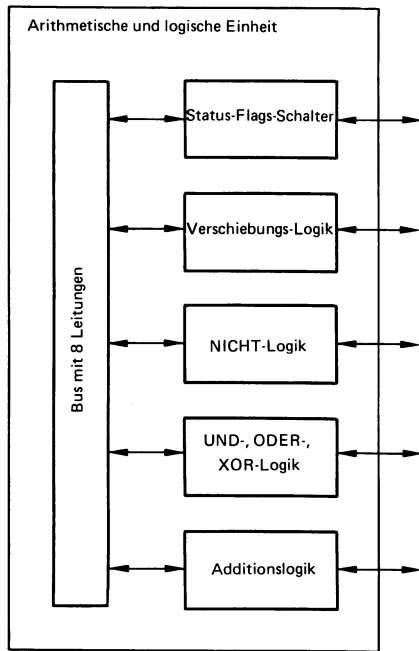 Arithmetische und logische Einheit
Bus mit 8 Leitungen
Status-Flags-Schalter
Verschiebungs-Logik
NICHT-Logik
UND-, ODER-,
XOR-Logik
Additionslogik